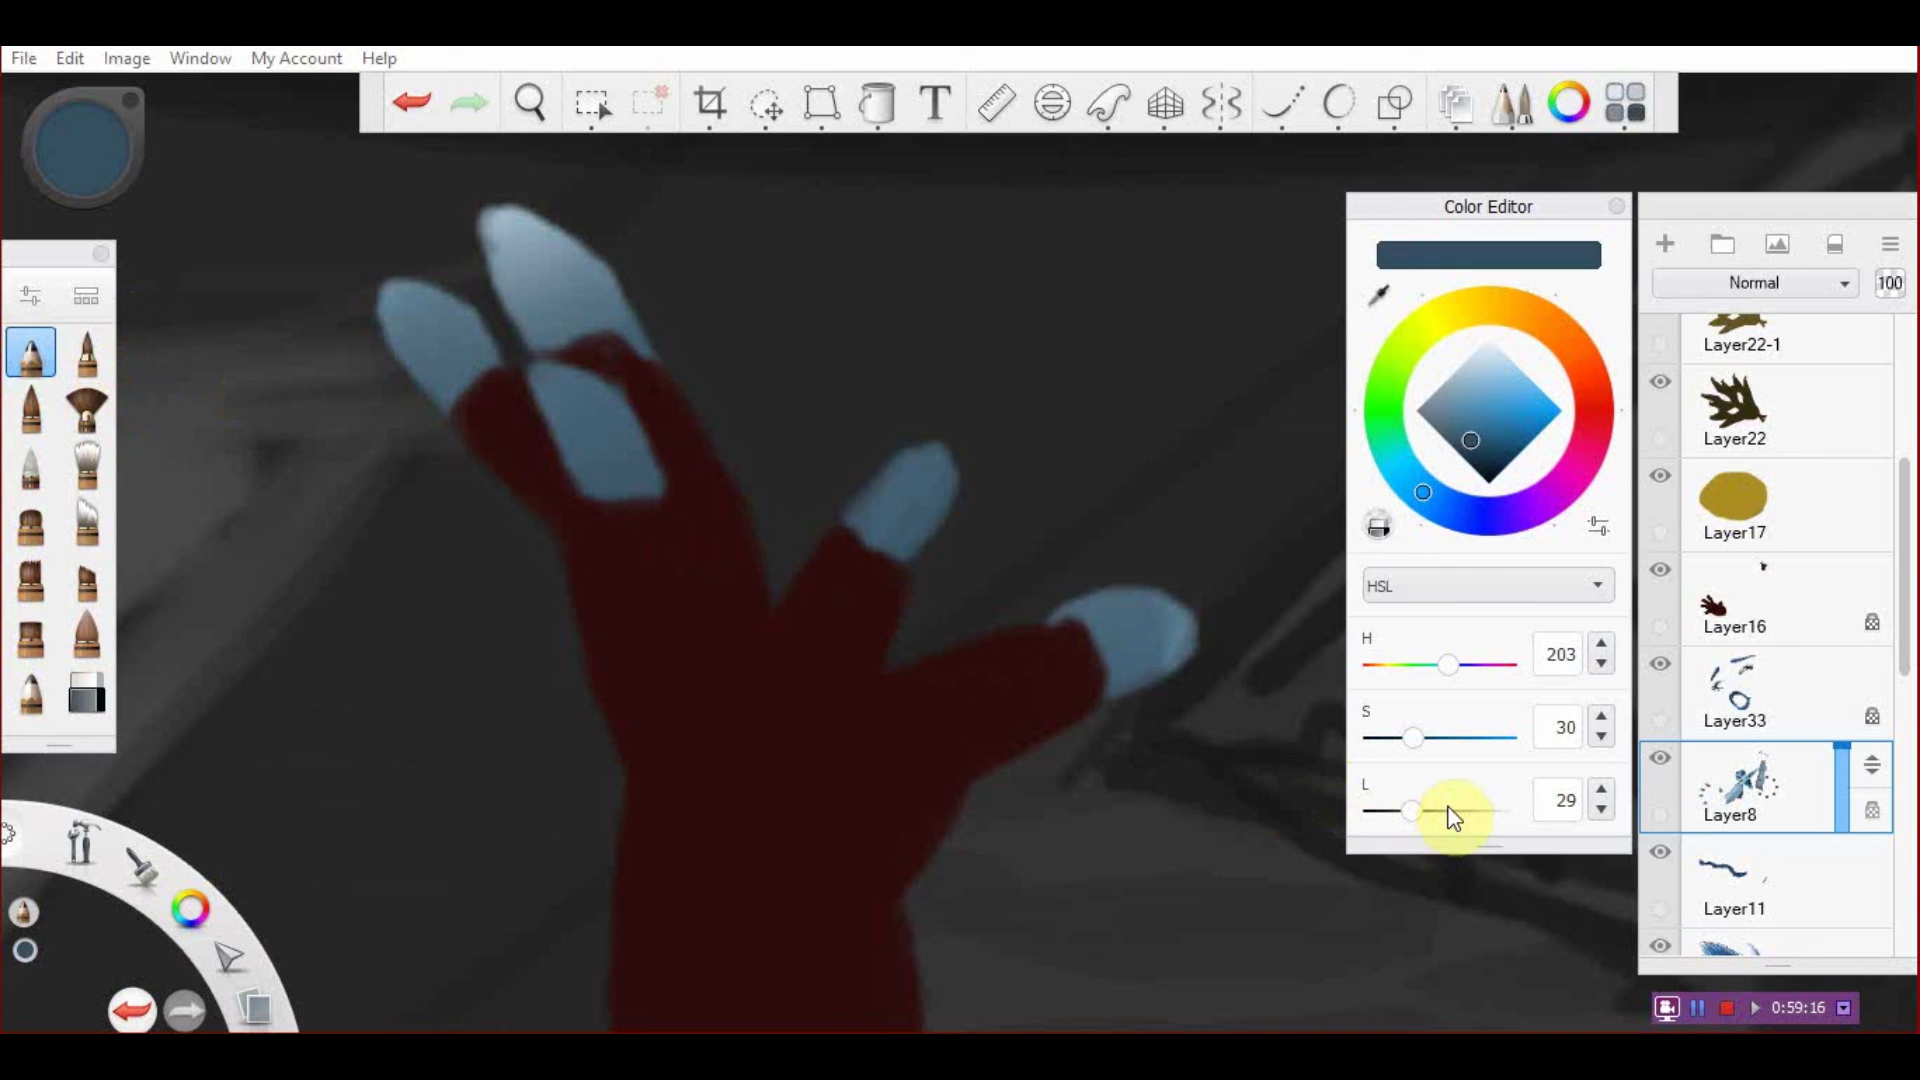 File Edit Image Window My Account Help
T
Color Editor
Normal
100
Layer22-1
Layer22
Layer17
HSL
Layer16
H
203
Layer33
S
30
L
29
Layer8
Layer11
0:59:16